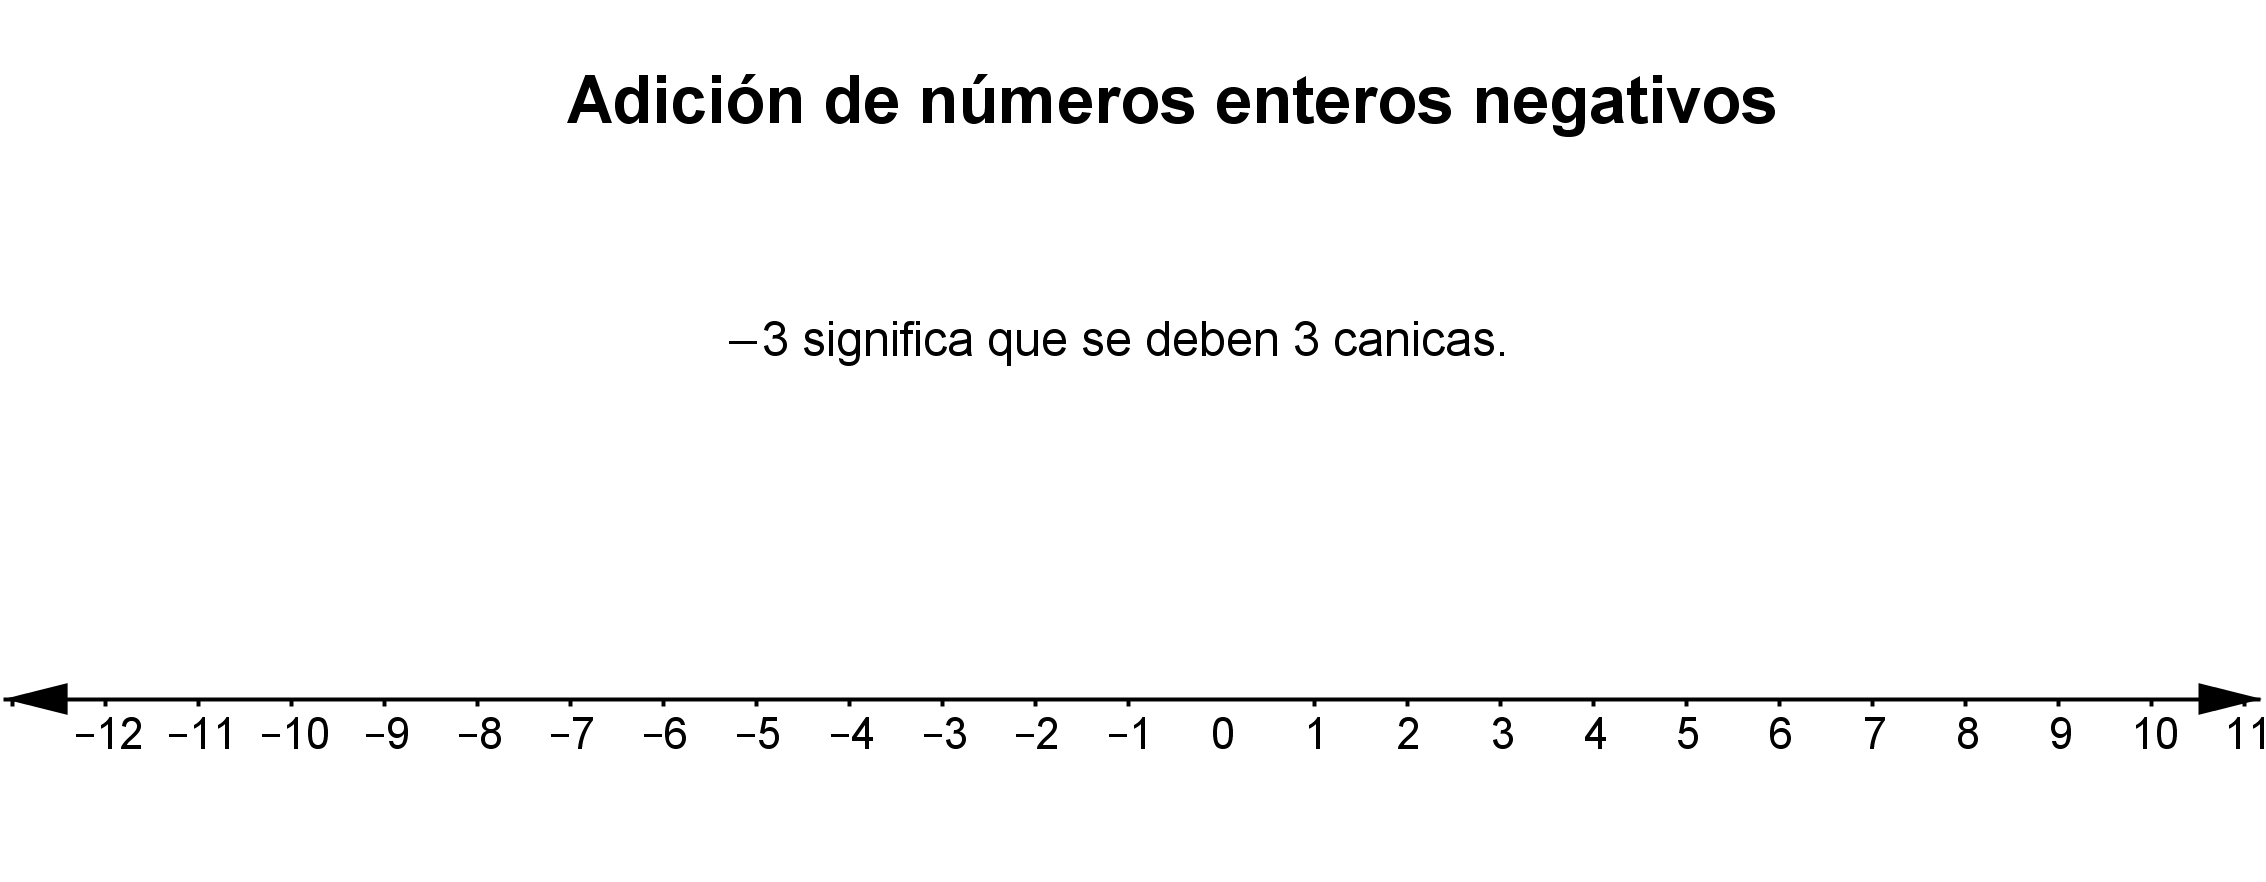 Adición de números enteros negativos
−3 significa que se deben 3 canicas.
−12 −11 −10 −9 −8 −7 −6 −5 −4 −3 −2 −1 0 1 2 3 4 5 6 7 8 9 10 11